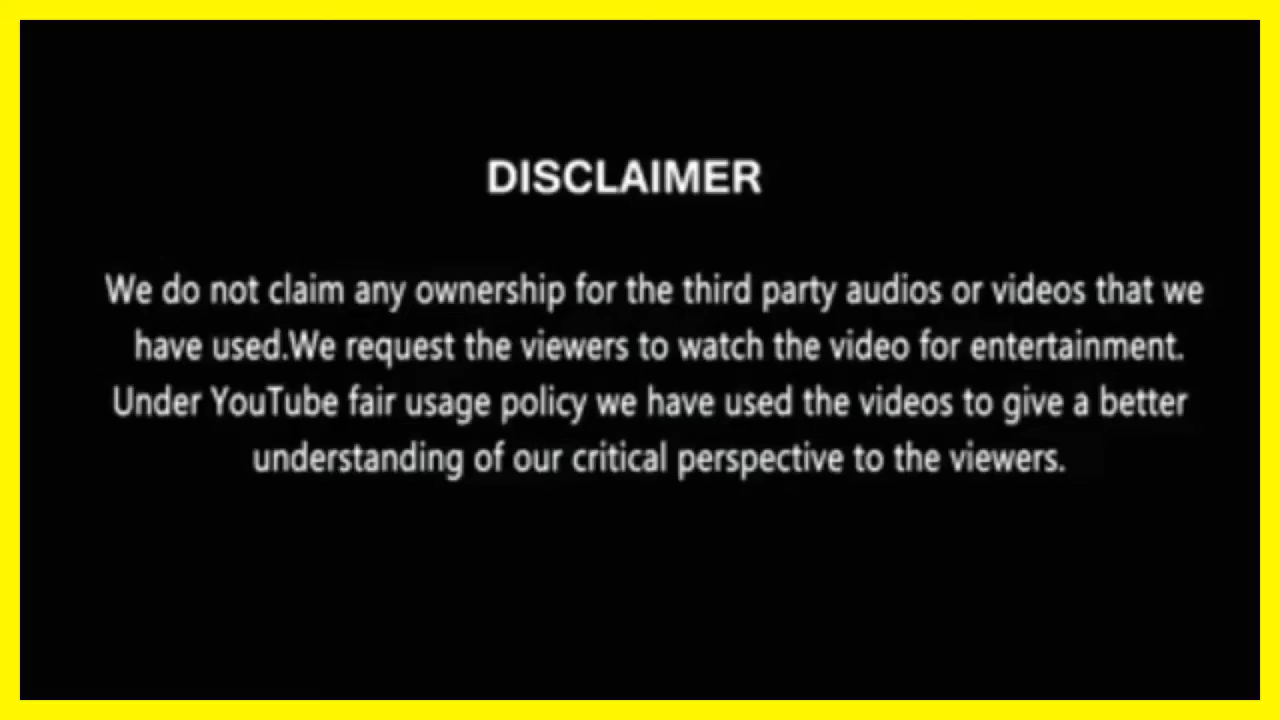 DISCLAIMER
We do not claim any ownership for the third party audios or videos that we
have used.We request the viewers to watch the video for entertainment.
Under YouTube fair usage policy we have used the videos to give a better
understanding of our critical perspective to the viewers.